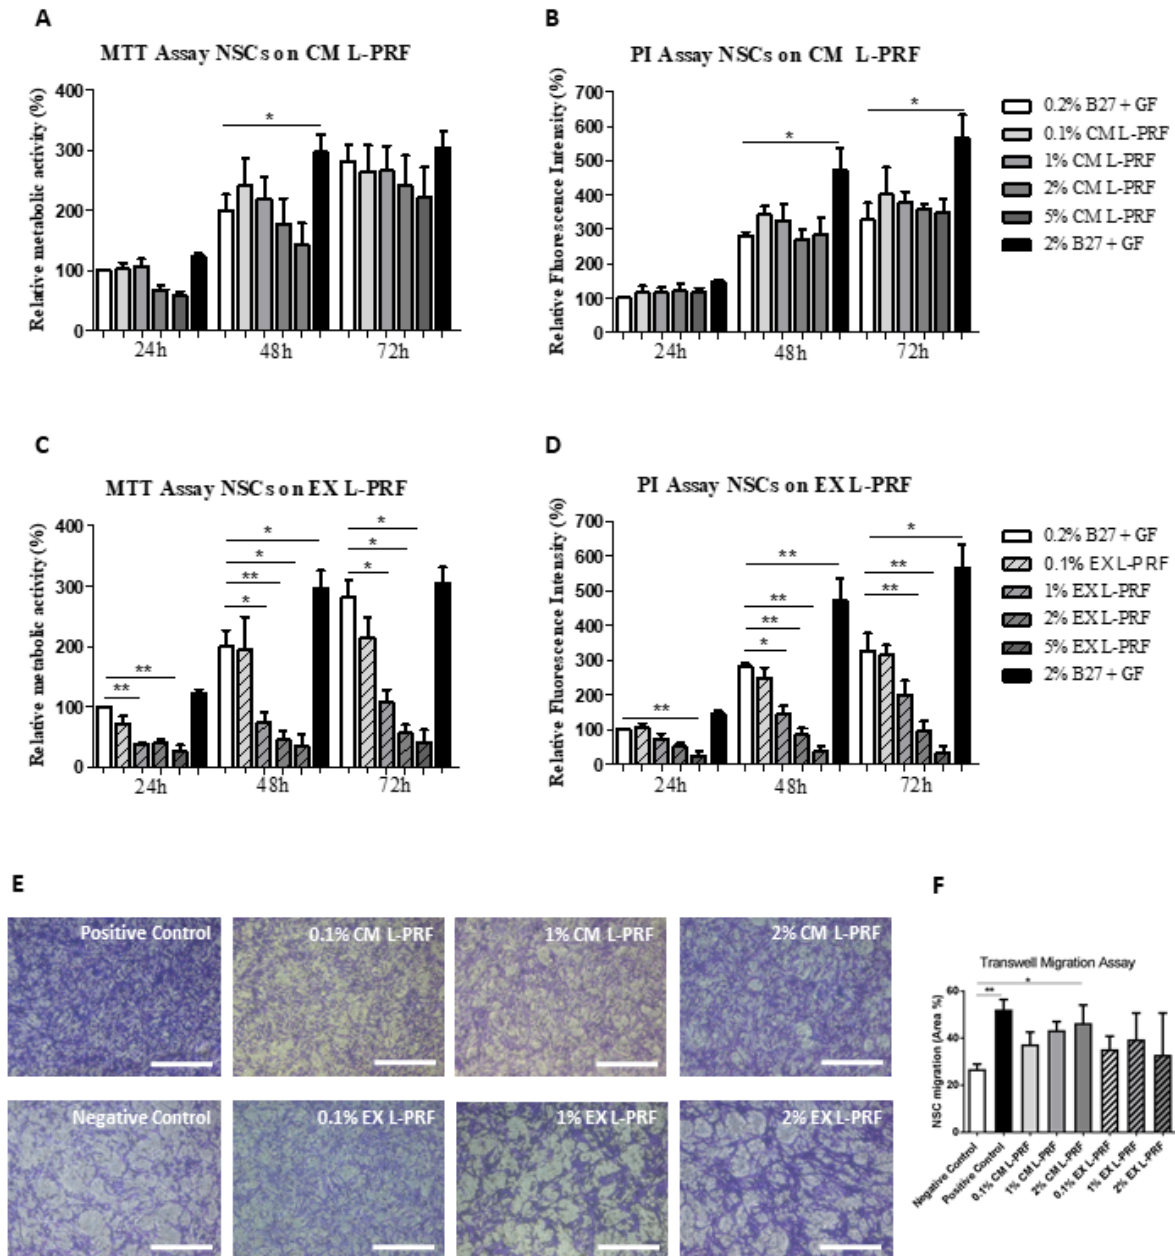 A
MTT Assay NSCs on CM L-PRF
Relative metabolic activity (%)
400
300
200
100
0
*
24h
48h
72h
B
PI Assay NSCs on CM L-PRF
Relative Fluorescence Intensity (%)
700
600
500
400
300
200
100
0
*
*
24h
48h
72h
0.2% B27 + GF
0.1% CM L-PRF
1% CM L-PRF
2% CM L-PRF
5% CM L-PRF
2% B27 + GF
C
MTT Assay NSCs on EX L-PRF
Relative metabolic activity (%)
400
300
200
100
0
**
**
*
*
**
*
*
*
*
24h
48h
72h
D
PI Assay NSCs on EX L-PRF
Relative Fluorescence Intensity (%)
700
600
500
400
300
200
100
0
**
**
**
**
*
*
**
**
24h
48h
72h
0.2% B27 + GF
0.1% EX L-PRF
1% EX L-PRF
2% EX L-PRF
5% EX L-PRF
2% B27 + GF
E
Positive Control
0.1% CM L-PRF
1% CM L-PRF
2% CM L-PRF
Negative Control
0.1% EX L-PRF
1% EX L-PRF
2% EX L-PRF
F
Transwell Migration Assay
NSC migration (Area %)
60
40
20
0
**
*
Negative Control
Positive Control
0.1% CM L-PRF
1% CM L-PRF
2% CM L-PRF
0.1% EX L-PRF
1% EX L-PRF
2% EX L-PRF